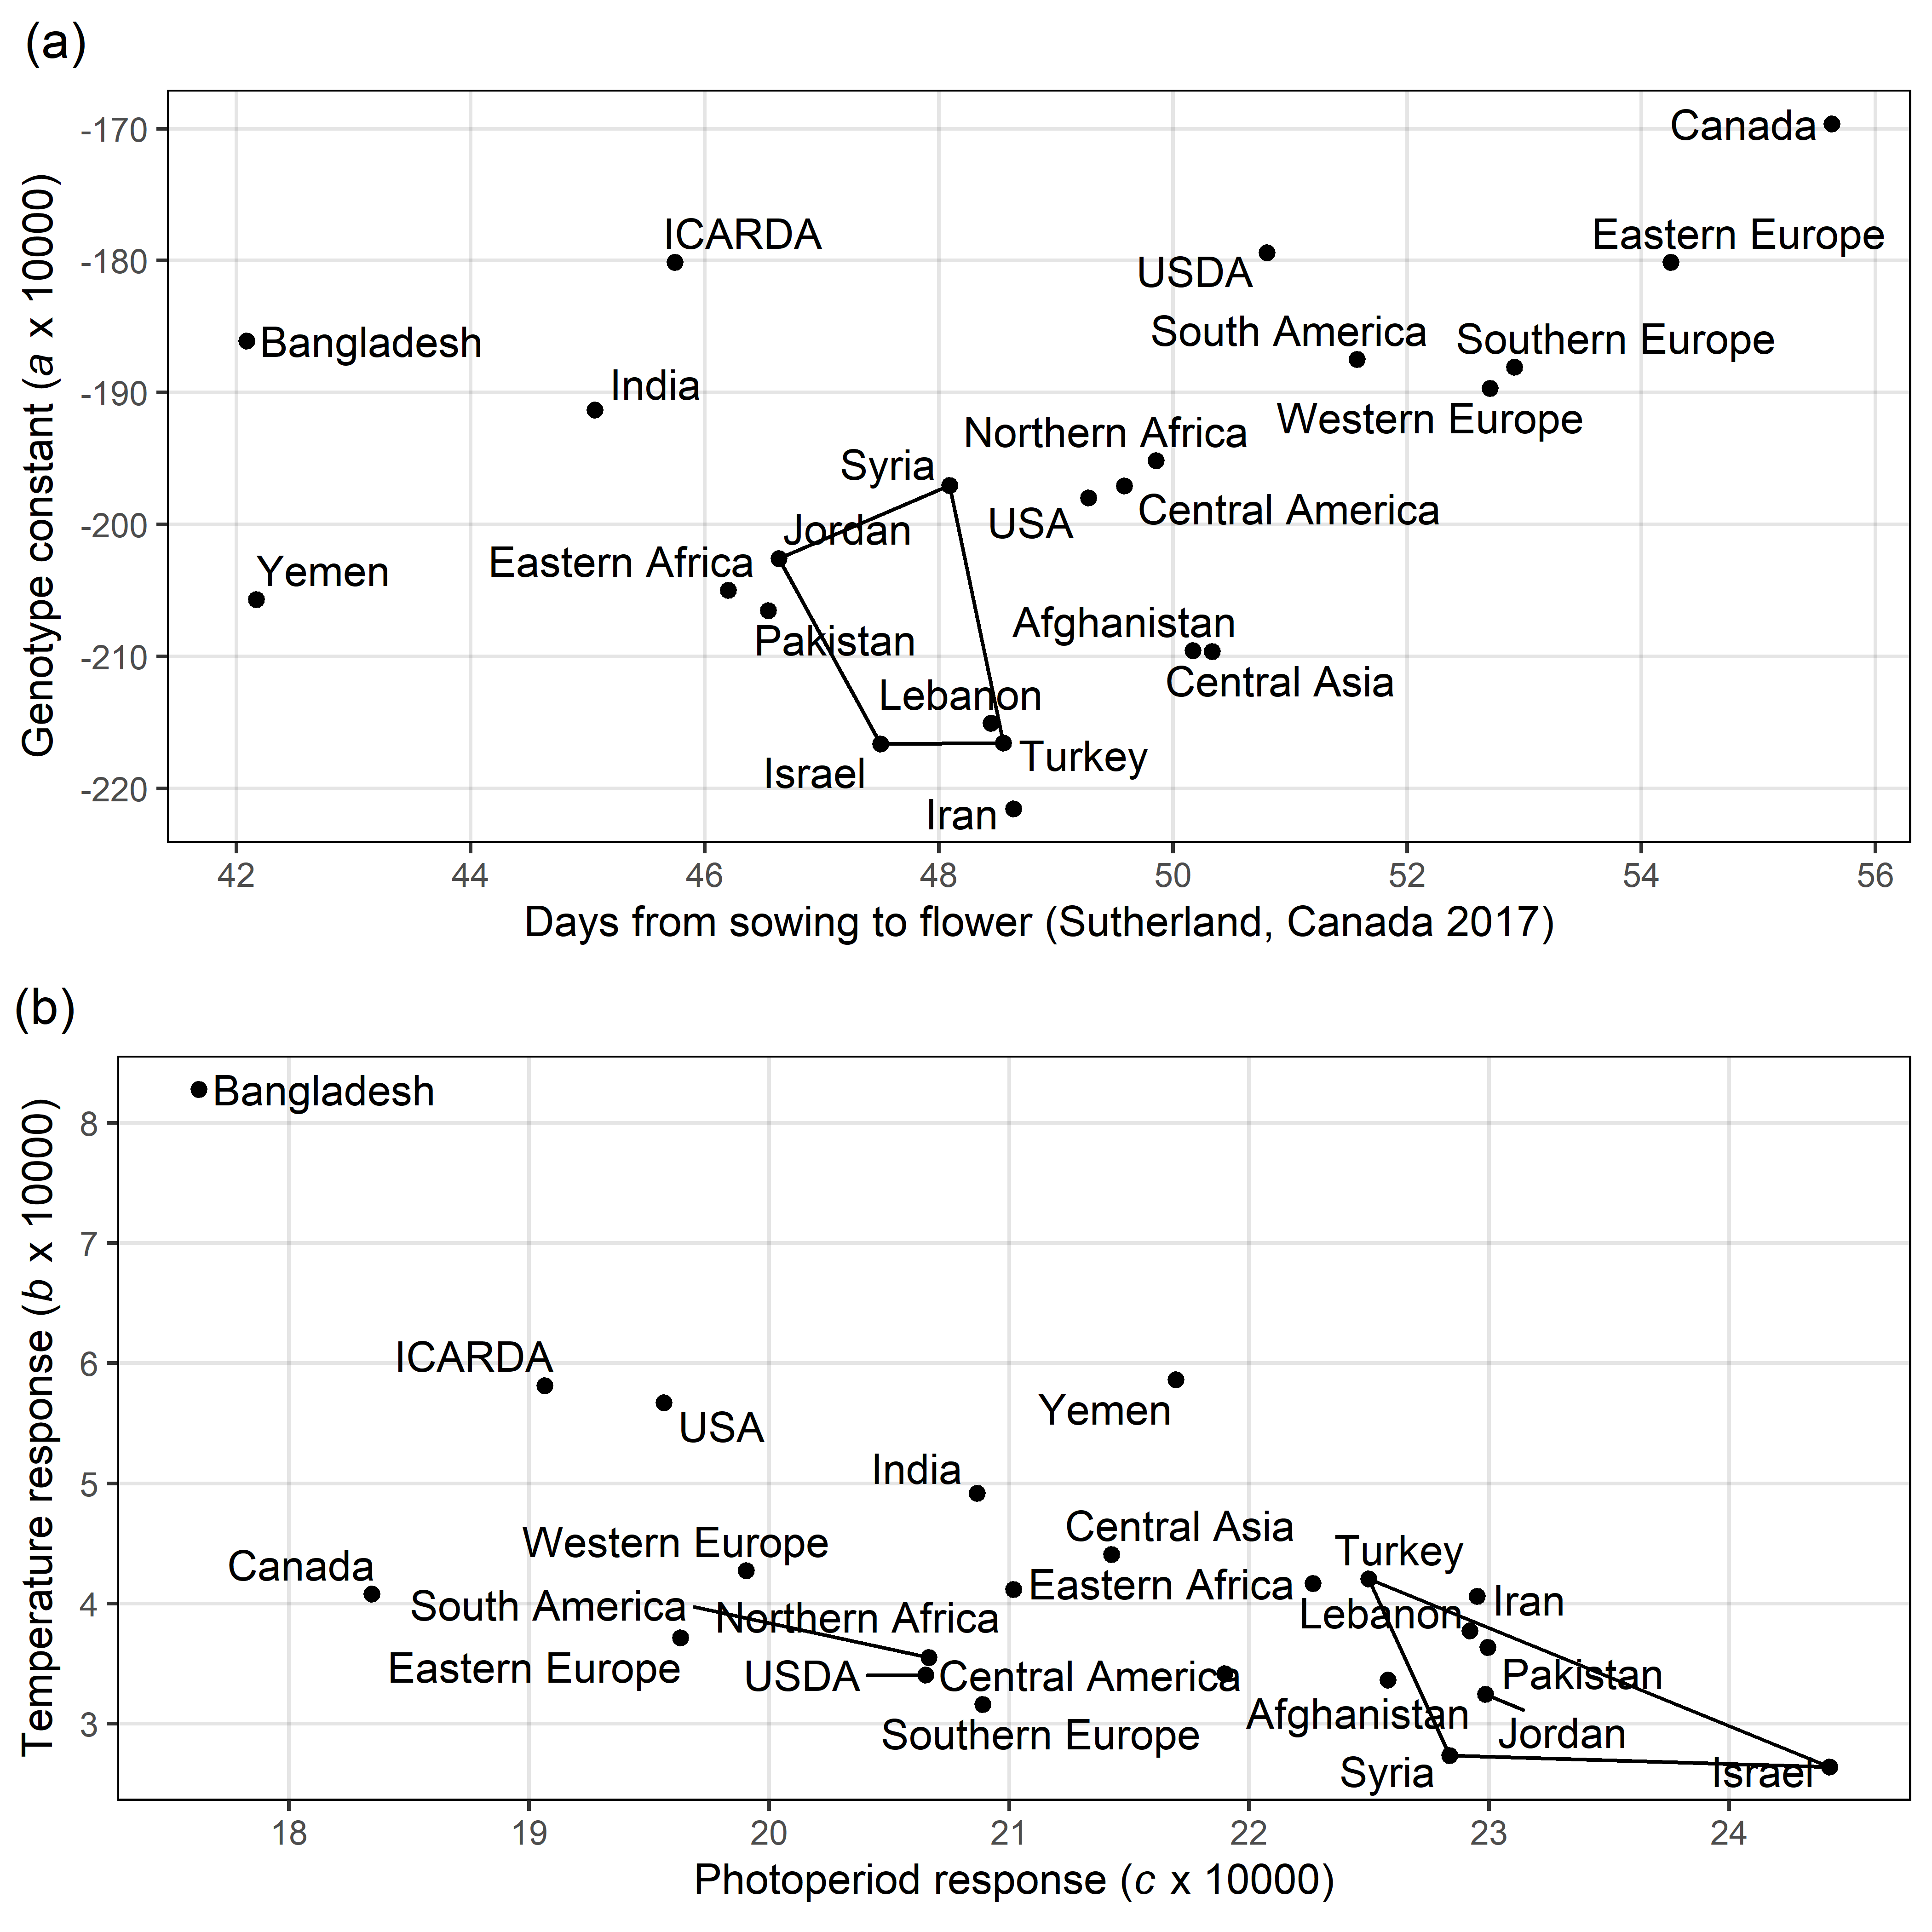 (a)
Genotype constant (a x 10000)
-170
-180
-190
-200
-210
-220
Canada
ICARDA
Eastern Europe
USDA
Bangladesh
South America
Southern Europe
India
Western Europe
Northern Africa
Syria
Central America
USA
Jordan
Eastern Africa
Yemen
Pakistan
Afghanistan
Central Asia
Lebanon
Turkey
Israel
Iran
42 44 46 48 50 52 54 56
Days from sowing to flower (Sutherland, Canada 2017)
(b)
Temperature response (b x 10000)
8
7
6
5
4
3
Bangladesh
ICARDA
Yemen
USA
India
Central Asia
Western Europe
Turkey
Canada
Eastern Africa
Iran
South America
Northern Africa
Lebanon
Eastern Europe
USDA
Central America
Pakistan
Afghanistan
Southern Europe
Jordan
Syria
Israel
18 19 20 21 22 23 24
Photoperiod response (c x 10000)